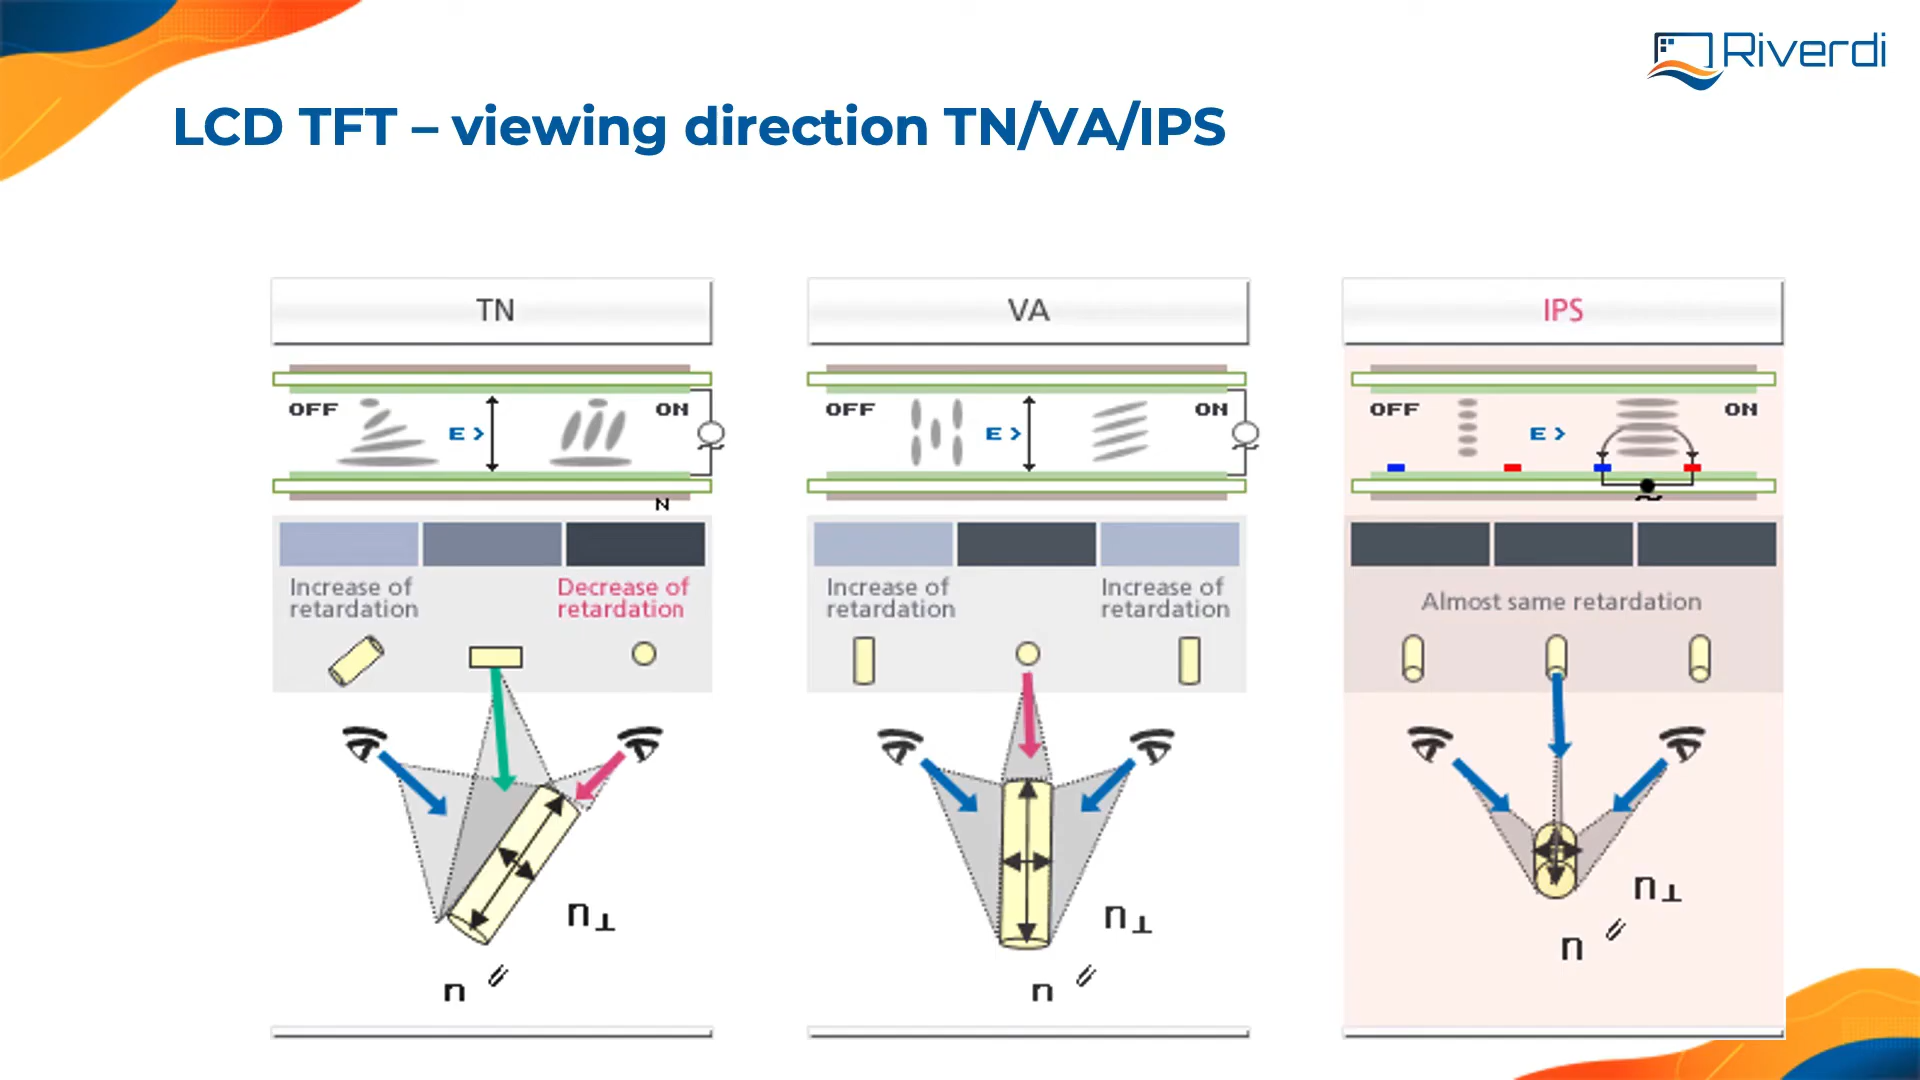 Riverdi
LCD TFT – viewing direction TN/VA/IPS
TN
OFF
E >
ON
N
Increase of
retardation
Decrease of
retardation
n⊥
n //
VA
OFF
E >
ON
Increase of
retardation
Increase of
retardation
n⊥
n //
IPS
OFF
E >
ON
Almost same retardation
n⊥
n //